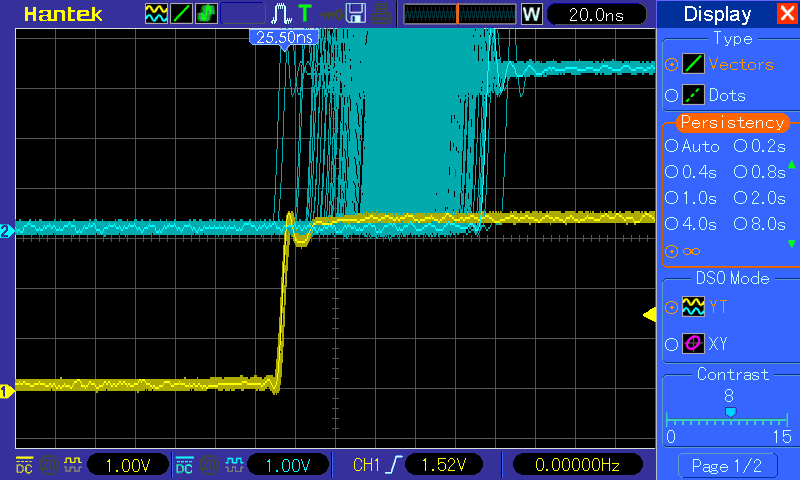 Hantek T W 20.0ns Display
25.50ns
Type
Vectors
Dots
Persistency
Auto 0.2s
0.4s 0.8s
1.0s 2.0s
4.0s 8.0s
∞
DSO Mode
YT
XY
Contrast
8
0 15
Page 1/2
2
1
DC 20 1.00V DC 20 1.00V CH1 1.52V 0.00000Hz